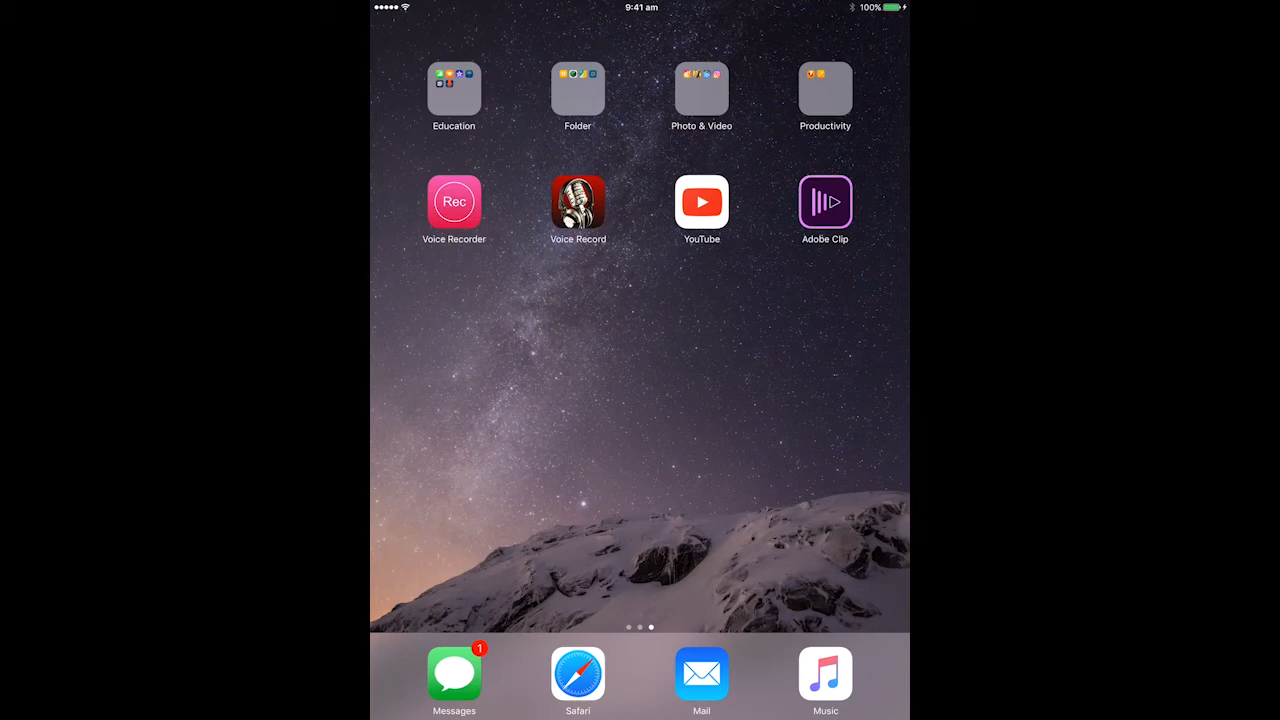 9:41 am
100%
Education
Folder
Photo & Video
Productivity
Rec
Voice Recorder
Voice Record
YouTube
Adobe Clip
1
Messages
Safari
Mail
Music